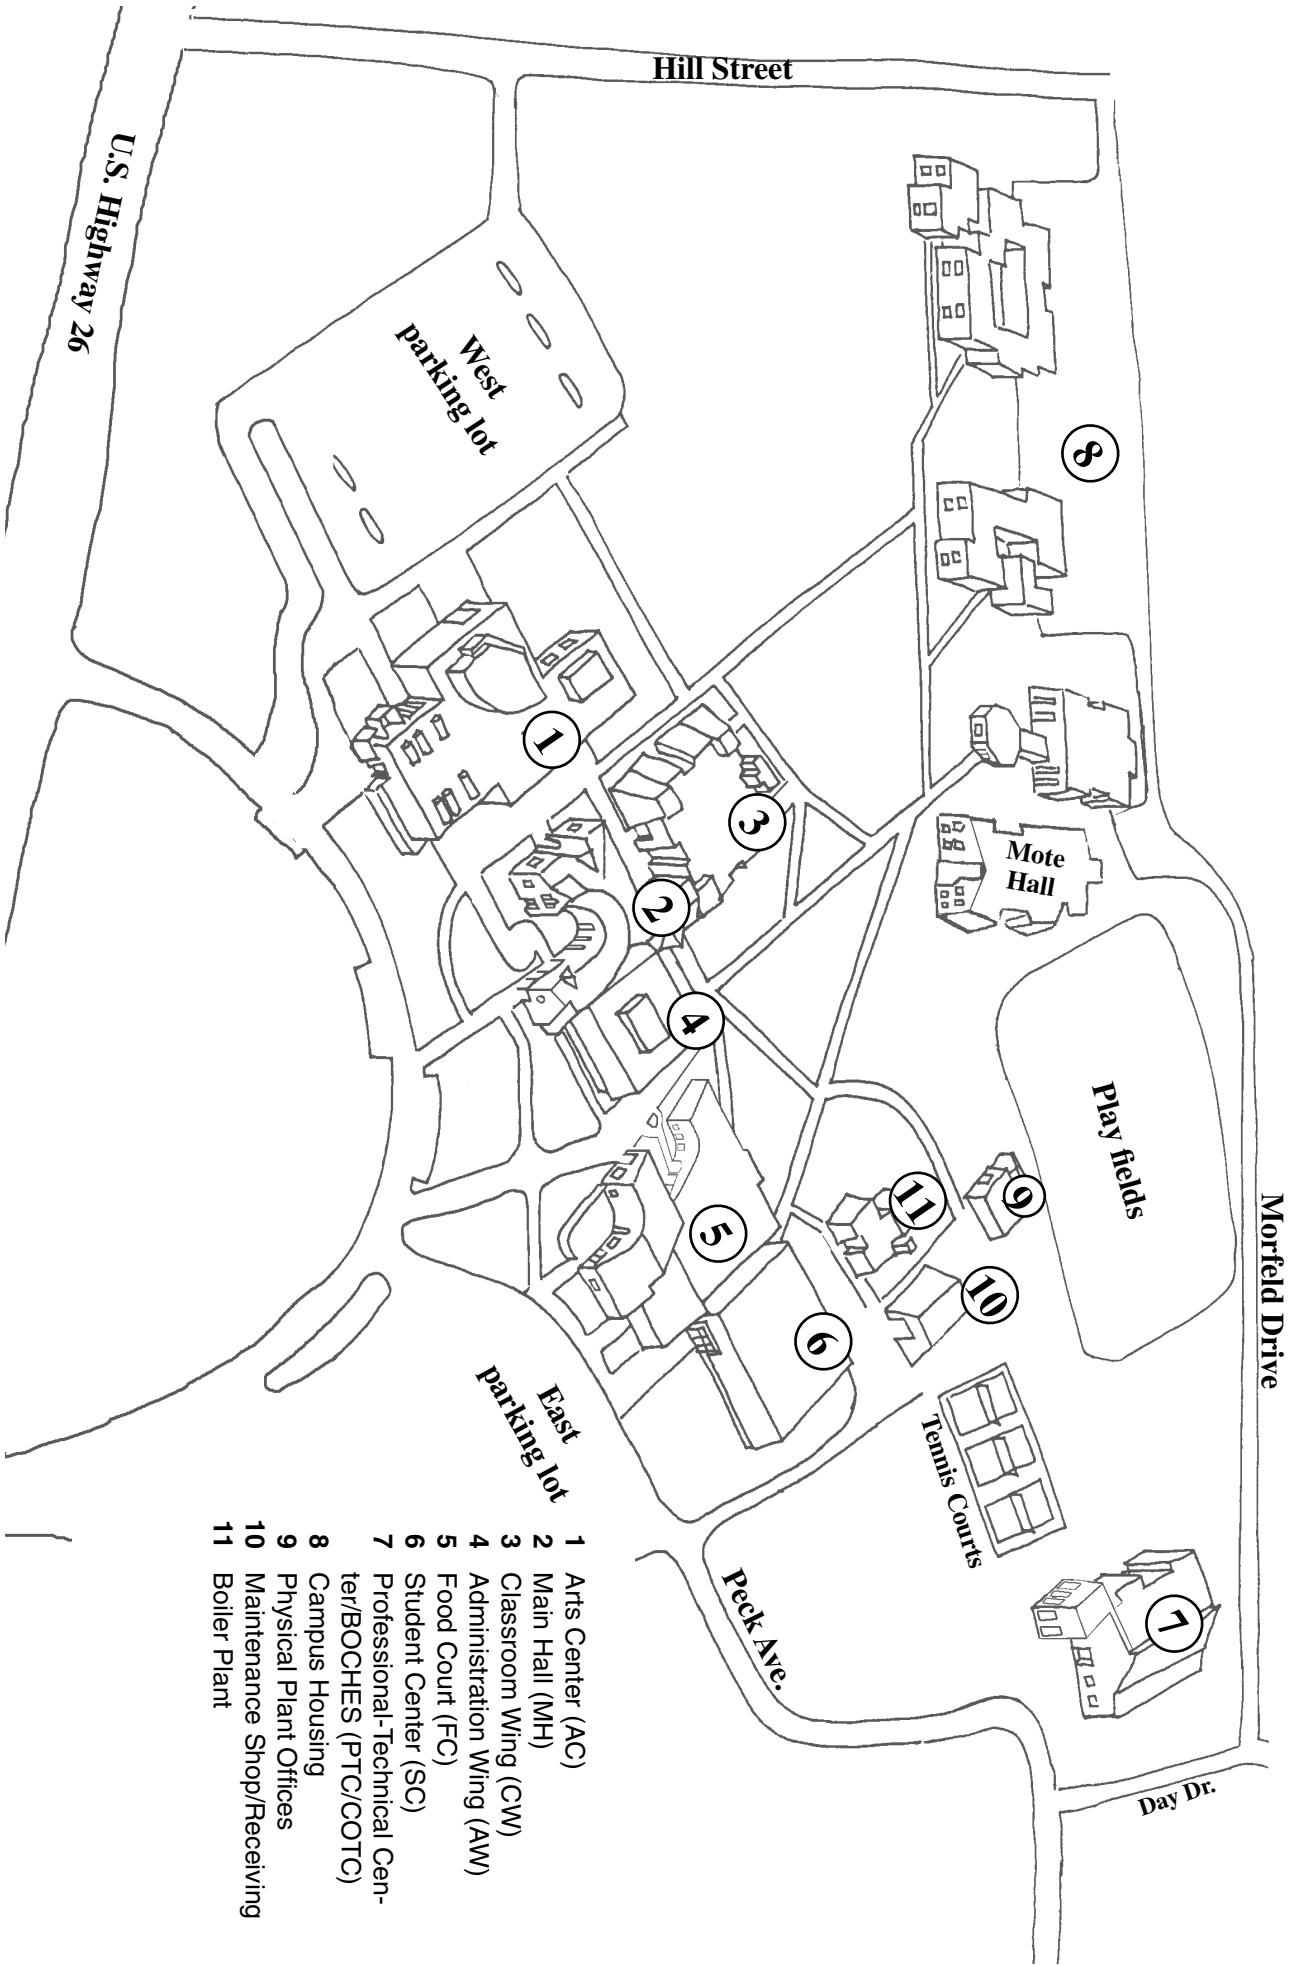 Hill Street
U.S. Highway 26
West
parking lot
8
1
3
2
Mote
Hall
4
Play fields
11
9
5
10
6
Morfeld Drive
East
parking lot
Tennis Courts
7
Peck Ave.
Day Dr.
1 Arts Center (AC)
2 Main Hall (MH)
3 Classroom Wing (CW)
4 Administration Wing (AW)
5 Food Court (FC)
6 Student Center (SC)
7 Professional-Technical Cen-
ter/BOCHES (PTC/COTC)
8 Campus Housing
9 Physical Plant Offices
10 Maintenance Shop/Receiving
11 Boiler Plant